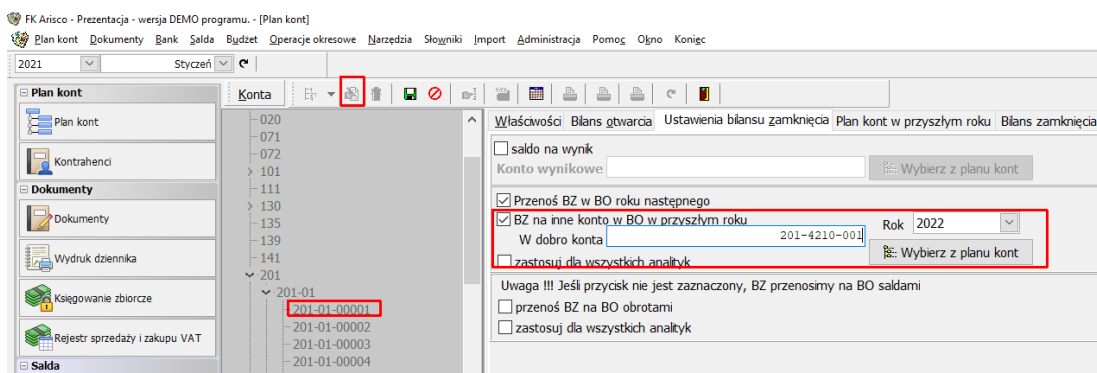 FK Arisco - Prezentacja - wersja DEMO programu. - [Plan kont]
Plan kont Dokumenty Bank Salda Budżet Operacje okresowe Narzędzia Słowniki Import Administracja Pomoc Okno Koniec
2021 Styczeń
Plan kont
Plan kont
Kontrahenci
Dokumenty
Dokumenty
Wydruk dziennika
Księgowanie zbiorcze
Rejestr sprzedaży i zakupu VAT
Salda
Konta
020
071
072
101
111
130
135
139
141
201
201-01
201-01-00001
201-01-00002
201-01-00003
201-01-00004
Właściwości Bilans otwarcia Ustawienia bilansu zamknięcia Plan kont w przyszłym roku Bilans zamknięcia
saldo na wynik
Konto wynikowe Wybierz z planu kont
Przenoś BZ w BO roku następnego
BZ na inne konto w BO w przyszłym roku Rok 2022
W dobro konta 201-4210-001 Wybierz z planu kont
zastosuj dla wszystkich analityk
Uwaga !!! Jeśli przycisk nie jest zaznaczony, BZ przenosimy na BO saldami
przenoś BZ na BO obrotami
zastosuj dla wszystkich analityk